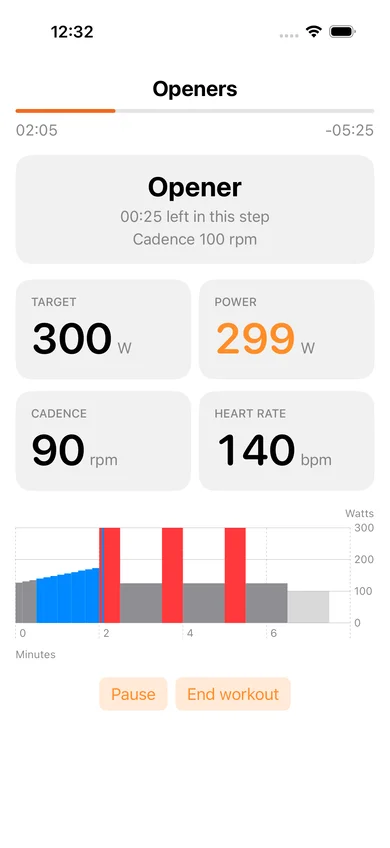 12:32
Openers
02:05 -05:25
Opener
00:25 left in this step
Cadence 100 rpm
TARGET POWER
300 W 299 W
CADENCE HEART RATE
90 rpm 140 bpm
Watts
300
200
100
0
0 2 4 6
Minutes
Pause End workout